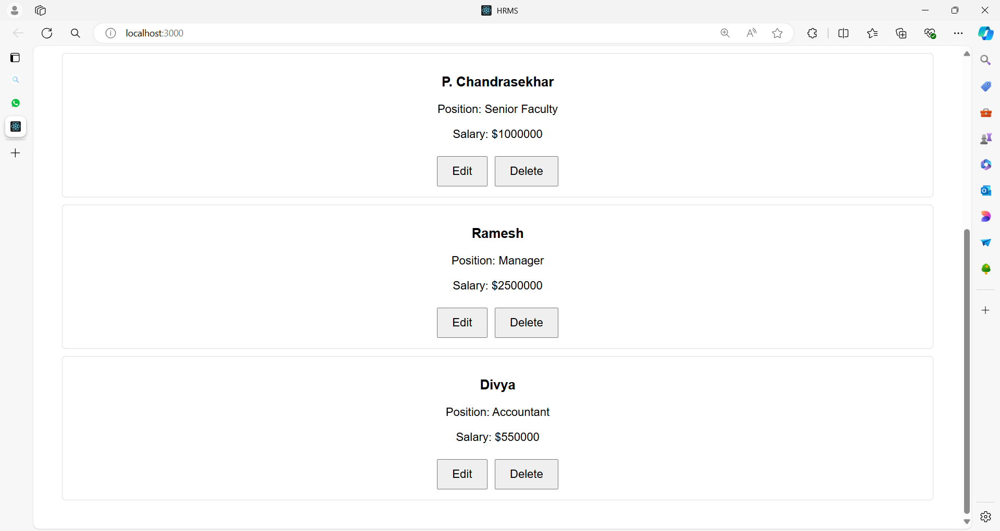 HRMS
localhost:3000
P. Chandrasekhar
Position: Senior Faculty
Salary: $1000000
Edit Delete
Ramesh
Position: Manager
Salary: $2500000
Edit Delete
Divya
Position: Accountant
Salary: $550000
Edit Delete